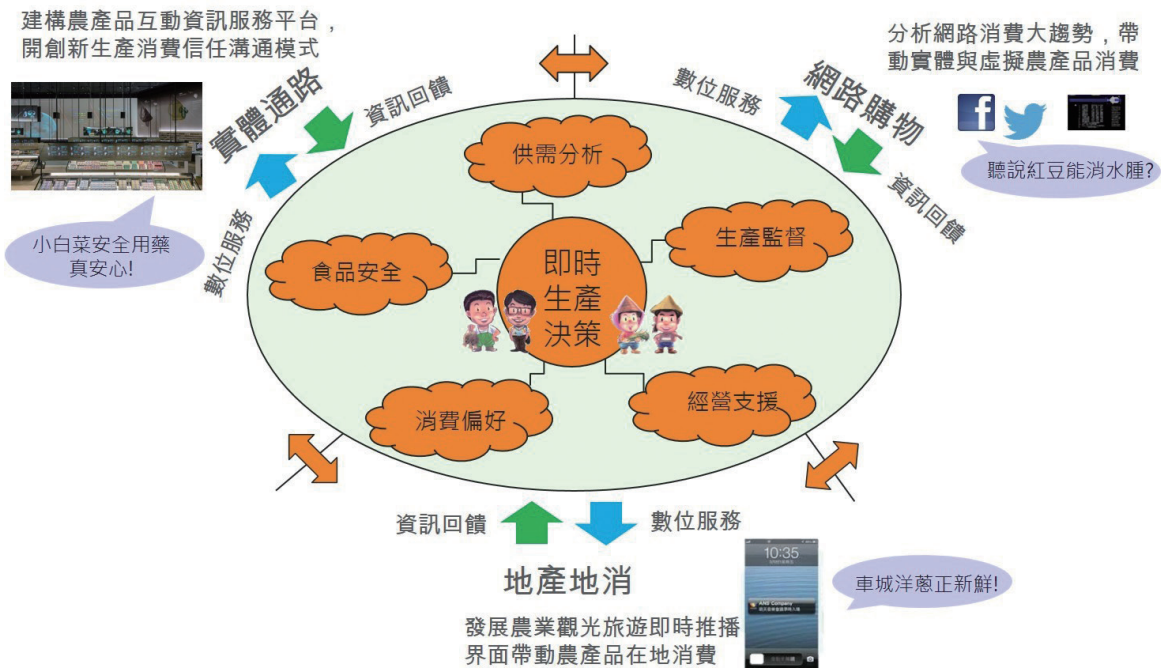 建構農產品互動資訊服務平台，
開創新生產消費信任溝通模式
分析網路消費大趨勢，帶
動實體與虛擬農產品消費
實體通路
資訊回饋
數位服務
數位服務
網路購物
資訊回饋
f
聽說紅豆能消水腫?
小白菜安全用藥
真安心!
供需分析
食品安全
生產監督
即時
生產
決策
消費偏好
經營支援
資訊回饋
數位服務
地產地消
10:35
ANS Company
車城洋蔥正新鮮!
發展農業觀光旅遊即時推播
界面帶動農產品在地消費